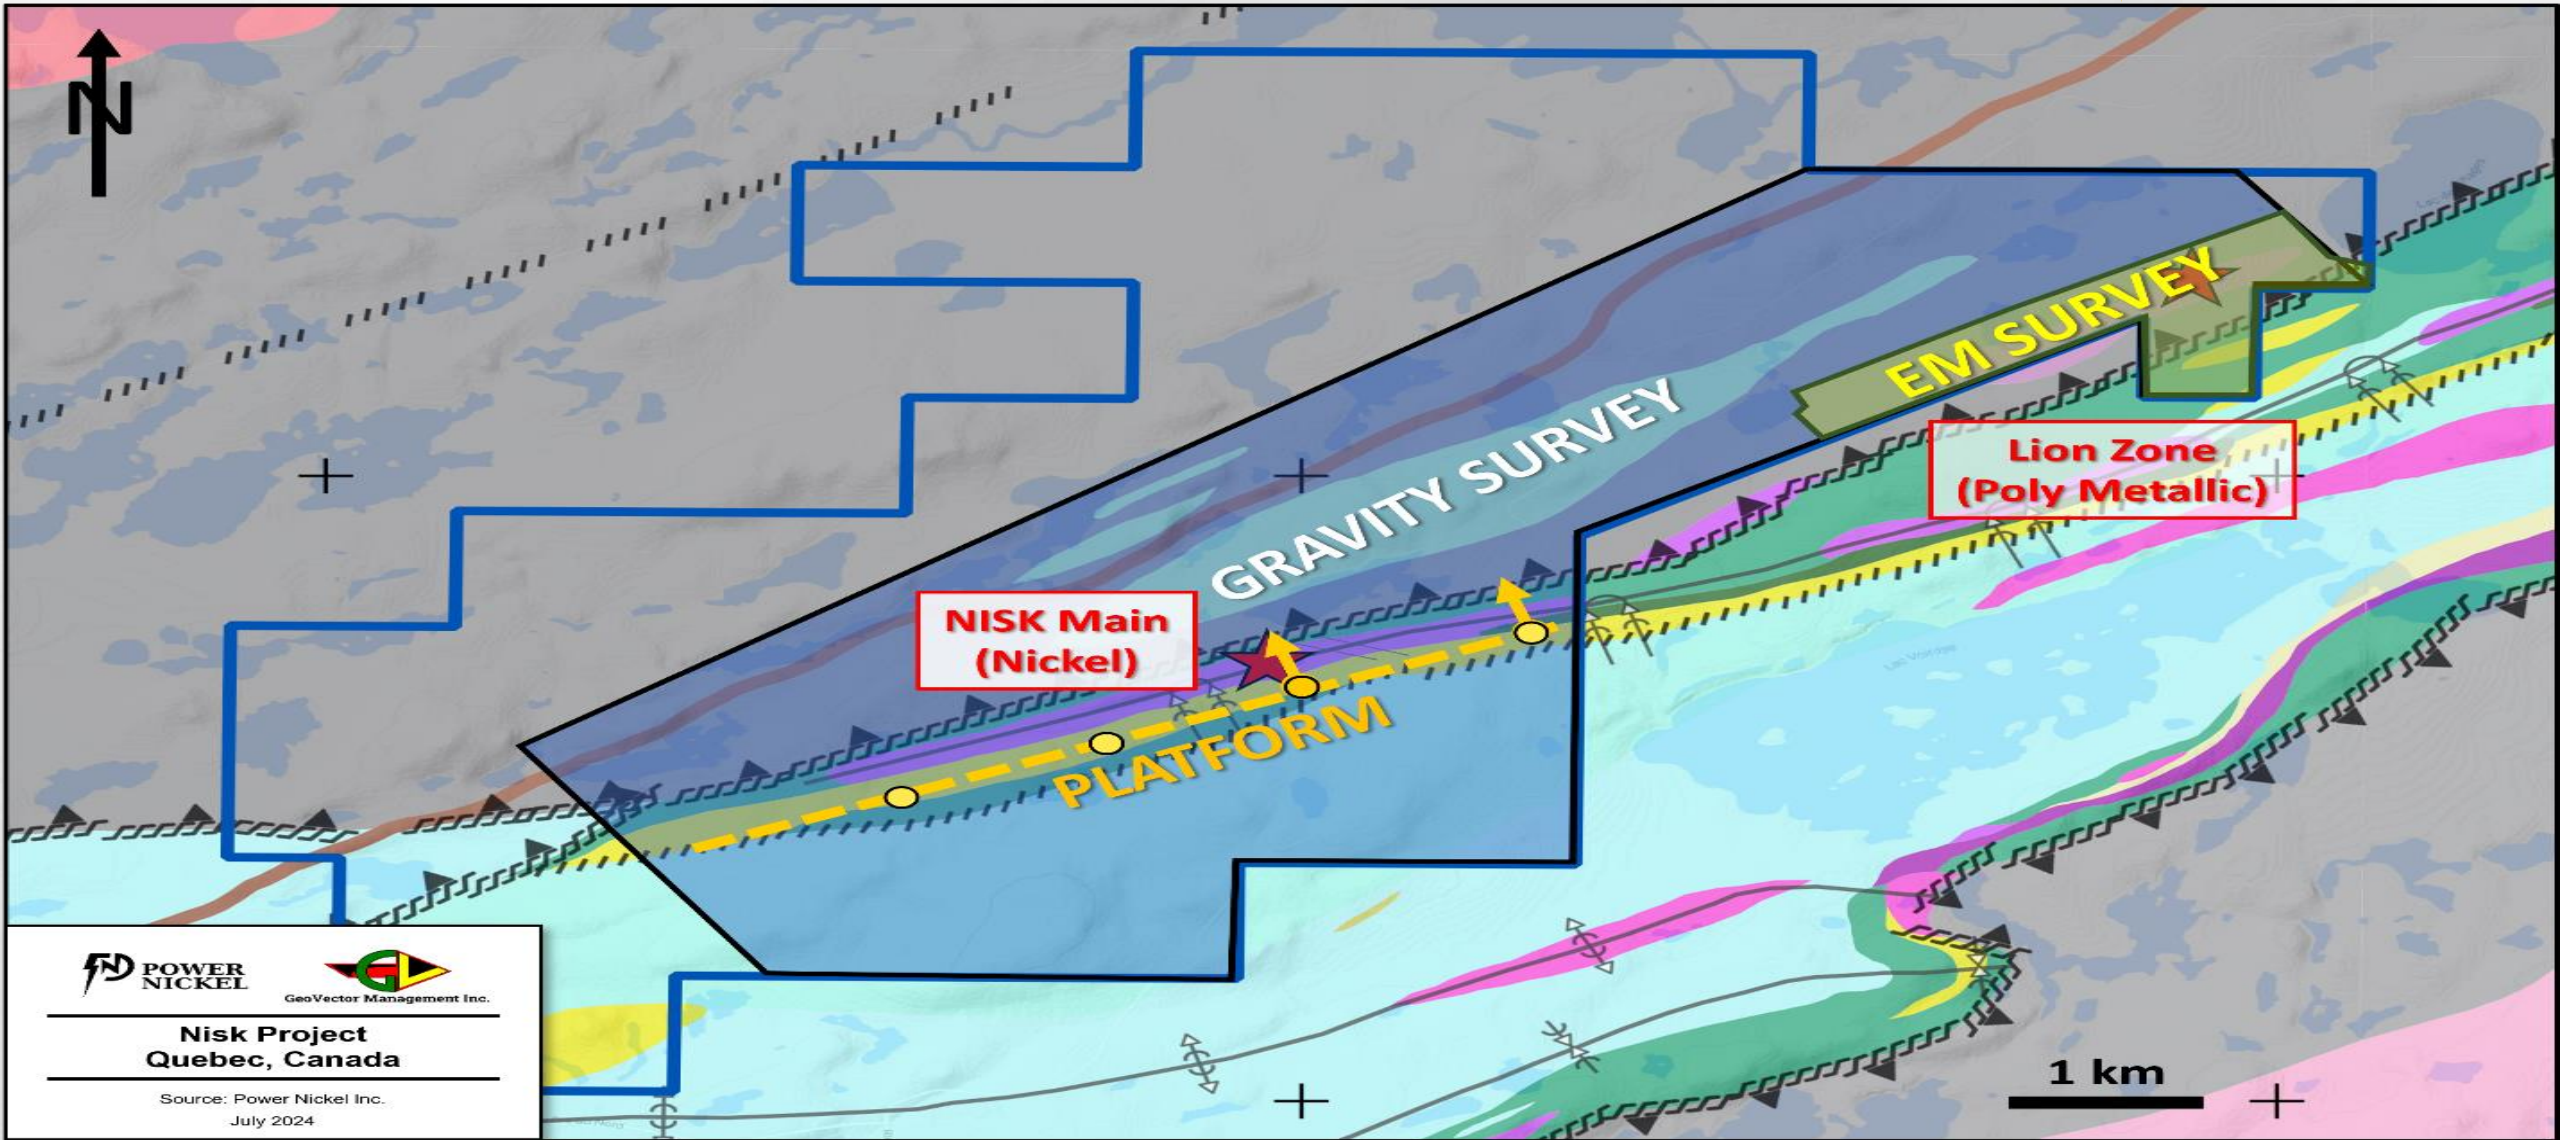 N
EM SURVEY
GRAVITY SURVEY
Lion Zone
(Poly Metallic)
NISK Main
(Nickel)
PLATFORM
POWER
NICKEL
GeoVector Management Inc.
Nisk Project
Quebec, Canada
Source: Power Nickel Inc.
July 2024
1 km